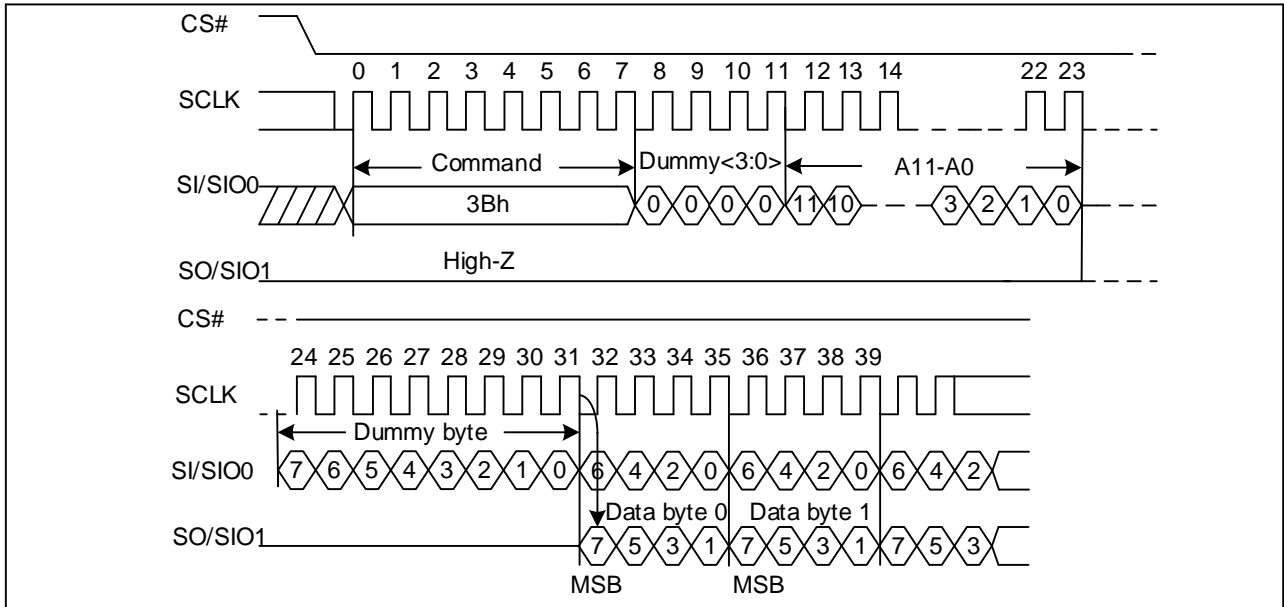 CS#
0 1 2 3 4 5 6 7 8 9 10 11 12 13 14 22 23
SCLK
Command Dummy<3:0> A11-A0
SI/SIO0 3Bh 0 0 0 0 11 10 3 2 1 0
High-Z
SO/SIO1
CS#
24 25 26 27 28 29 30 31 32 33 34 35 36 37 38 39
SCLK
Dummy byte
SI/SIO0 7 6 5 4 3 2 1 0 6 4 2 0 6 4 2 0 6 4 2
Data byte 0 Data byte 1
SO/SIO1 7 5 3 1 7 5 3 1 7 5 3
MSB MSB